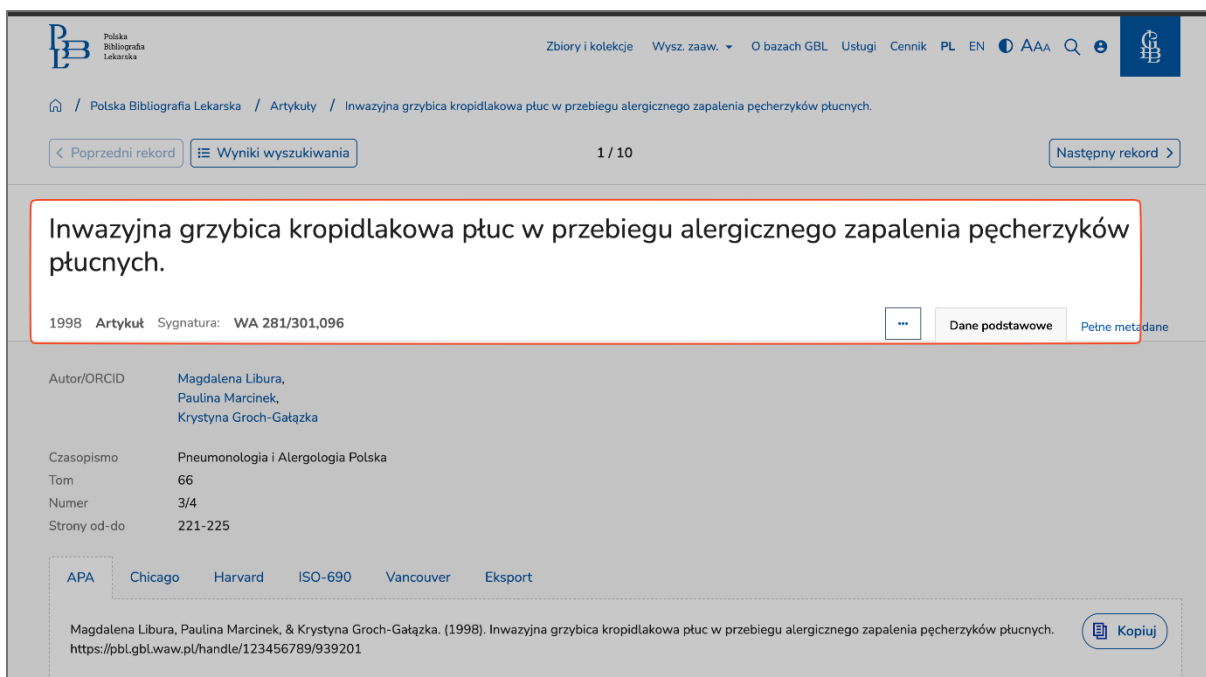 Polska
Bibliografia
Lekarska
Zbiory i kolekcje Wysz. zaaw. O bazach GBL Usługi Cennik PL EN AAA
/ Polska Bibliografia Lekarska / Artykuły / Inwazyjna grzybica kropidlakowa płuc w przebiegu alergicznego zapalenia pęcherzyków płucnych.
< Poprzedni rekord Wyniki wyszukiwania 1 / 10 Następny rekord >
Inwazyjna grzybica kropidlakowa płuc w przebiegu alergicznego zapalenia pęcherzyków
płucnych.
1998 Artykuł Sygnatura: WA 281/301,096 ... Dane podstawowe Pełne metadane
Autor/ORCID Magdalena Libura,
Paulina Marcinek,
Krystyna Groch-Gałązka
Czasopismo Pneumonologia i Alergologia Polska
Tom 66
Numer 3/4
Strony od-do 221-225
APA Chicago Harvard ISO-690 Vancouver Eksport
Magdalena Libura, Paulina Marcinek, & Krystyna Groch-Gałązka. (1998). Inwazyjna grzybica kropidlakowa płuc w przebiegu alergicznego zapalenia pęcherzyków płucnych. Kopiuj
https://pbl.gbl.waw.pl/handle/123456789/939201